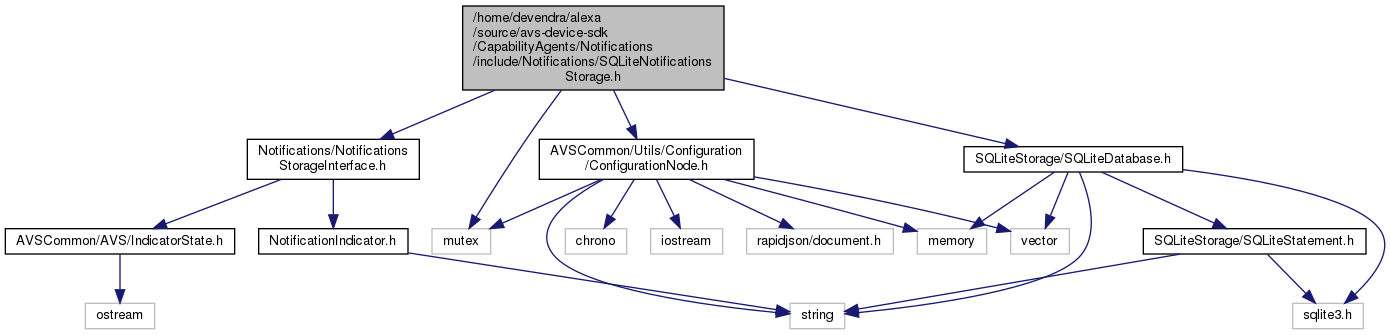 /home/devendra/alexa
/source/avs-device-sdk
/CapabilityAgents/Notifications
/include/Notifications/SQLiteNotifications
Storage.h
Notifications/Notifications
StorageInterface.h
AVSCommon/Utils/Configuration
/ConfigurationNode.h
SQLiteStorage/SQLiteDatabase.h
AVSCommon/AVS/IndicatorState.h
NotificationIndicator.h
mutex
chrono
iostream
rapidjson/document.h
memory
vector
SQLiteStorage/SQLiteStatement.h
ostream
string
sqlite3.h